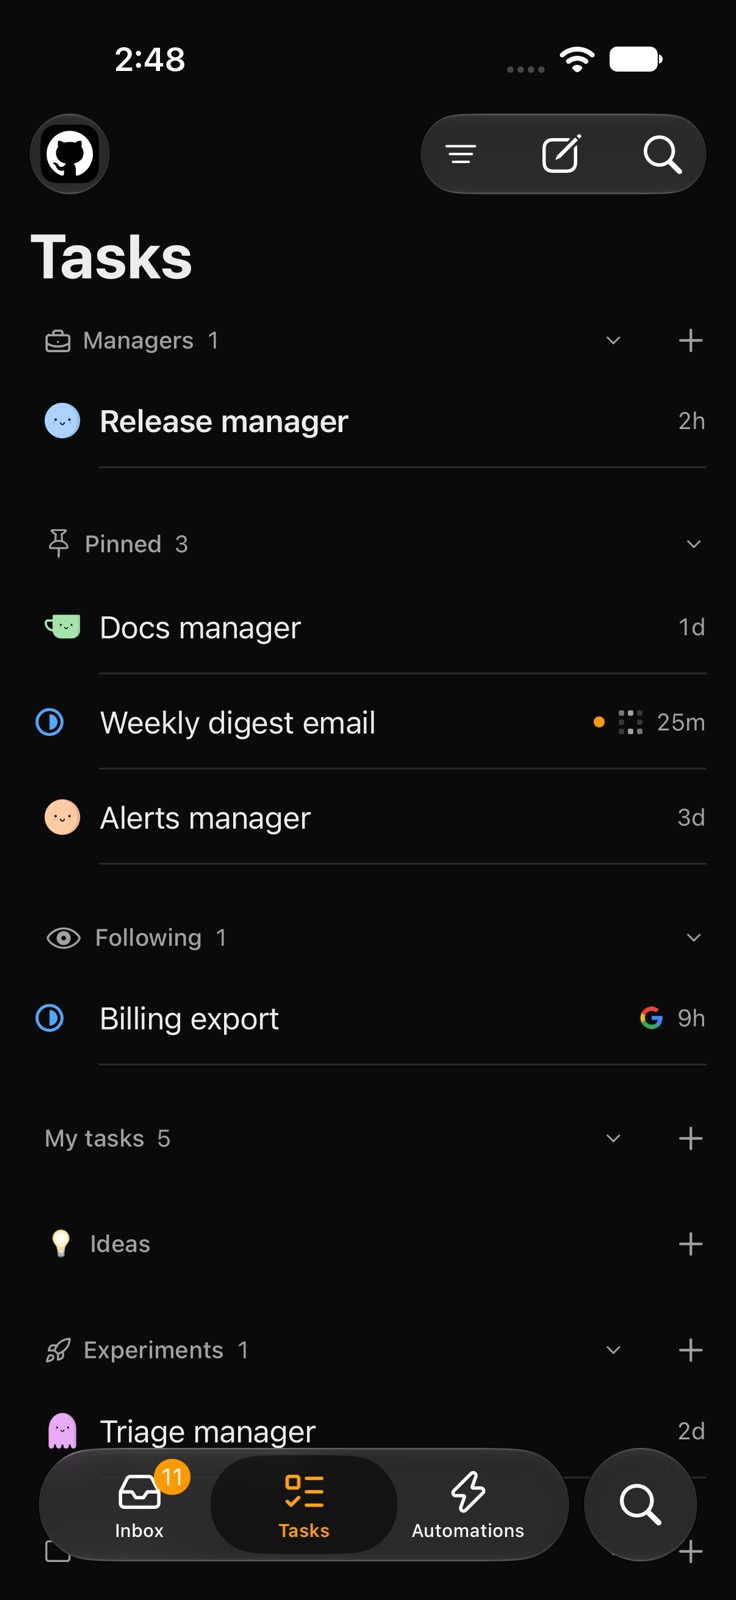 2:48
Tasks
Managers 1
Release manager 2h
Pinned 3
Docs manager 1d
Weekly digest email 25m
Alerts manager 3d
Following 1
Billing export 9h
My tasks 5
Ideas
Experiments 1
Triage manager 2d
11
Inbox Tasks Automations